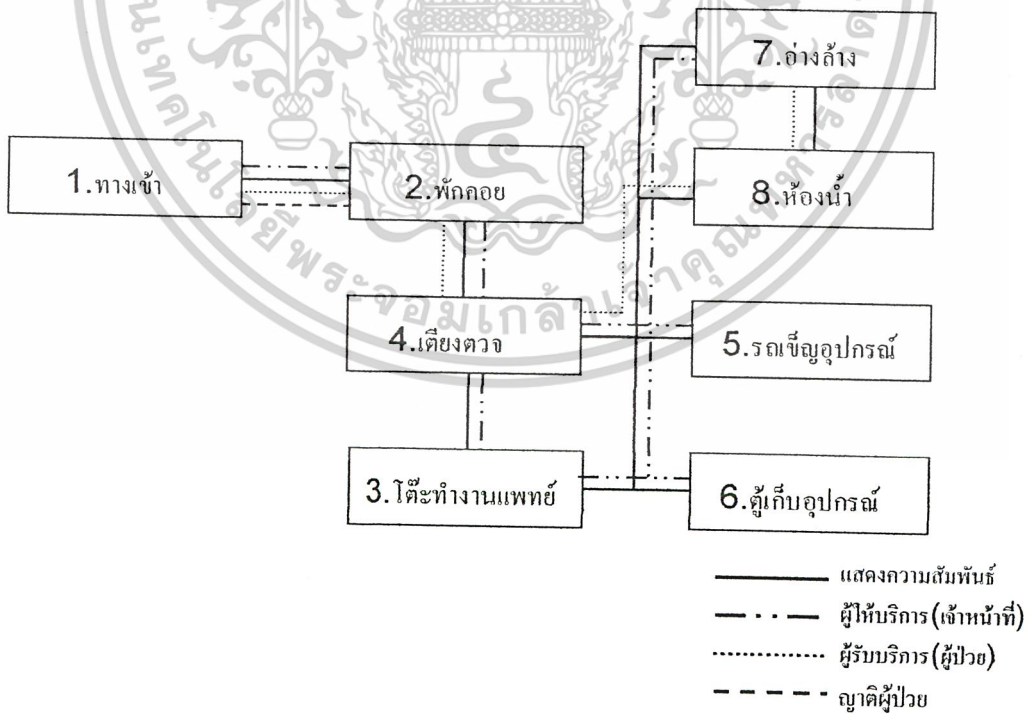 7.อ่างล้าง
1.ทางเข้า
2.พักคอย
8.ห้องน้ำ
4.เตียงตวจ
5.รถเข็ญอุปกรณ์
3.โต๊ะทำงานแพทย์
6.ตู้เก็บอุปกรณ์
แสดงความสัมพันธ์
ผู้ให้บริการ(เจ้าหน้าที่)
ผู้รับบริการ(ผู้ป่วย)
ญาติผู้ป่วย